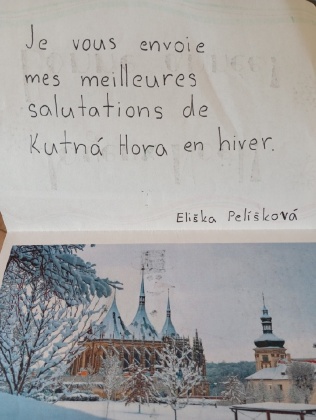 Je vous envoie
mes meilleures
salutations de
Kutná Hora en hiver.
Eliška Pelíšková